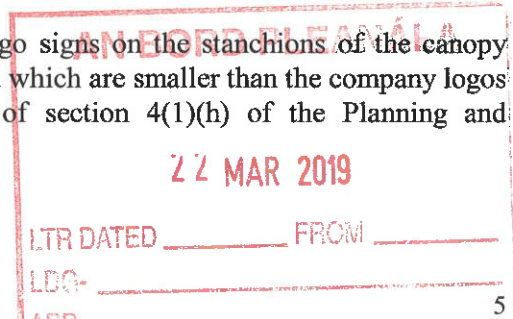 AN BORD PLEANÁLA
go signs on the stanchions of the canopy
which are smaller than the company logos
of section 4(1)(h) of the Planning and
22 MAR 2019
LTR DATED FROM
LDG-
5